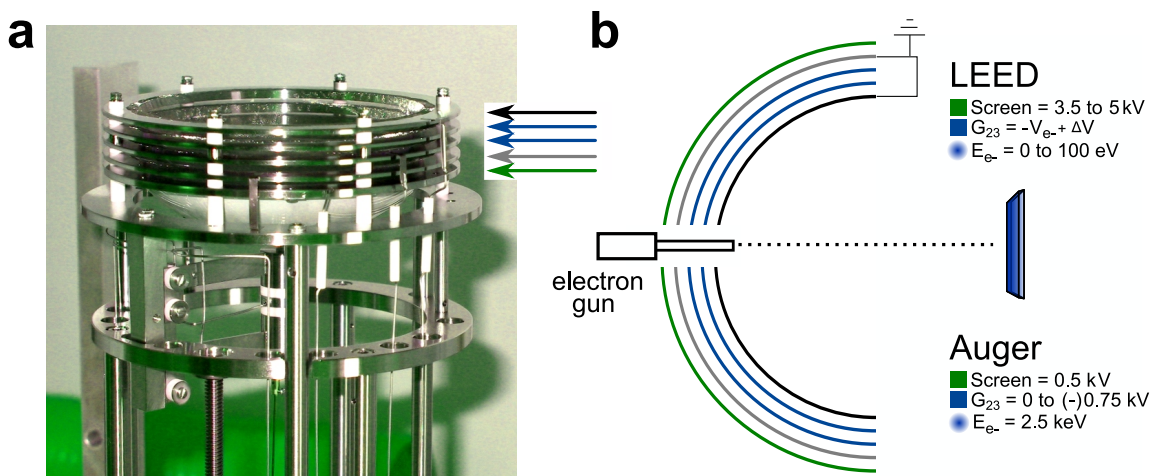 a
b
electron
gun
LEED
Screen = 3.5 to 5 kV
G₂₃ = -Vₑ₋ + ΔV
Eₑ₋ = 0 to 100 eV
Auger
Screen = 0.5 kV
G₂₃ = 0 to (-) 0.75 kV
Eₑ₋ = 2.5 keV